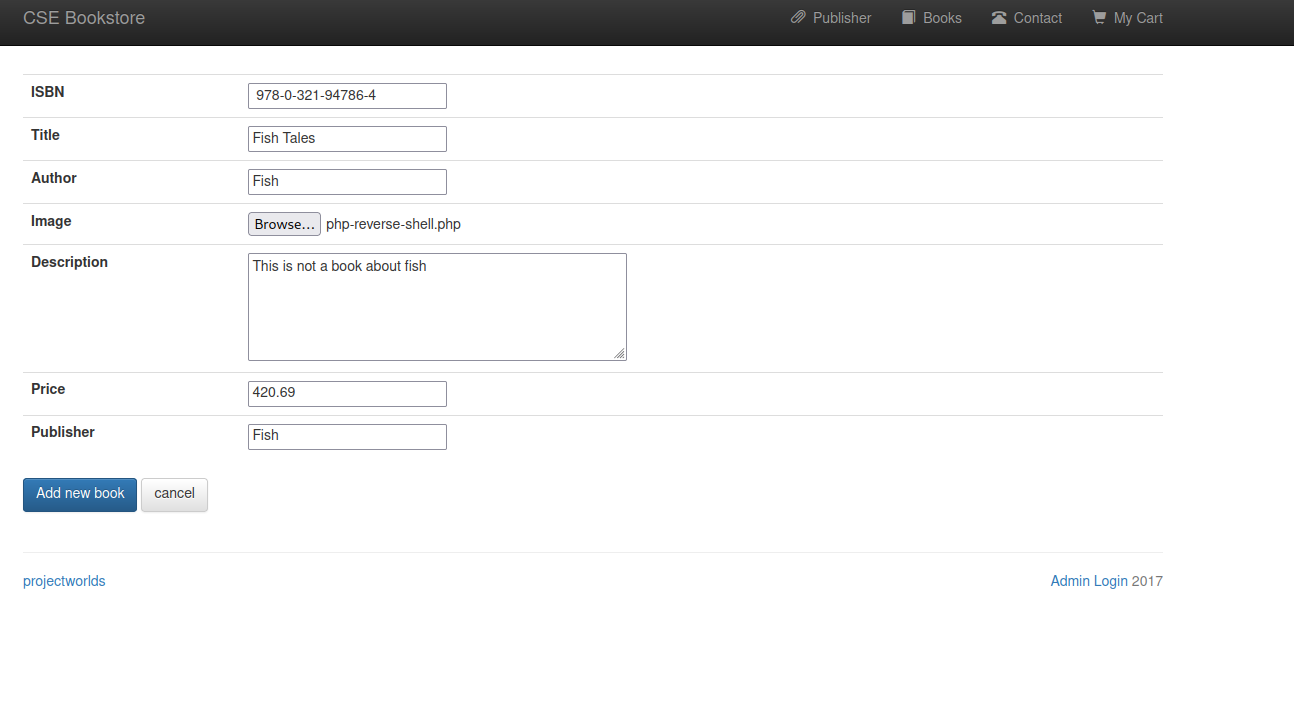 CSE Bookstore Publisher Books Contact My Cart
ISBN 978-0-321-94786-4
Title Fish Tales
Author Fish
Image Browse... php-reverse-shell.php
Description This is not a book about fish
Price 420.69
Publisher Fish
Add new book cancel
projectworlds Admin Login 2017